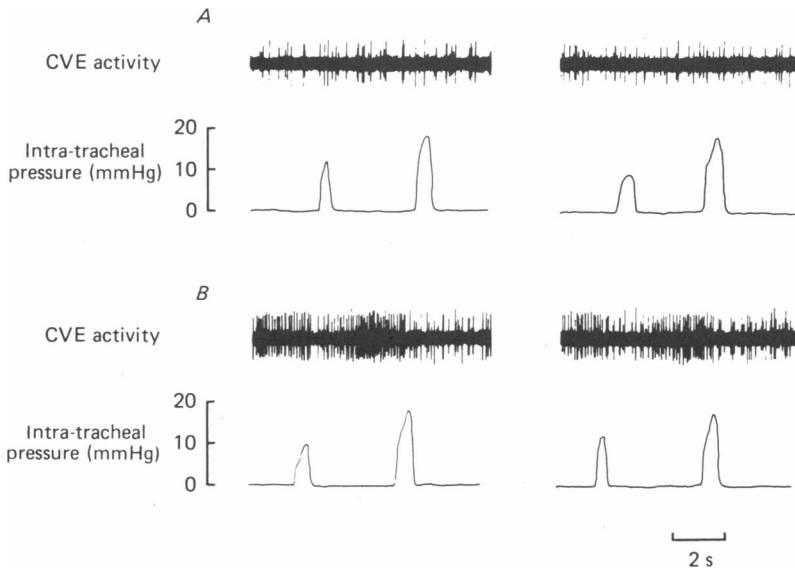 A
CVE activity
20
Intra-tracheal
10
pressure (mmHg)
0
B
CVE activity
20
Intra-tracheal
10
pressure (mmHg)
0
2 s